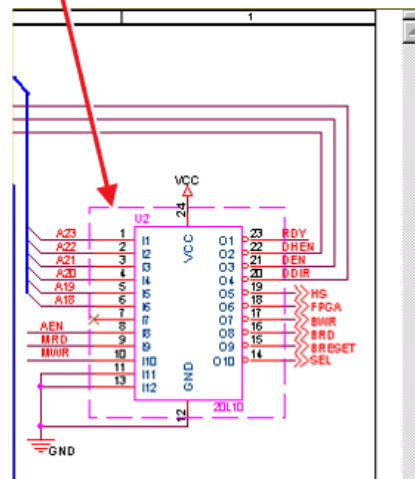 1
VCC
24
U2
A23 1 I1 VCC O1 23 RDY
A22 2 I2 O2 22 DHEN
A21 3 I3 O3 21 DEN
A20 4 I4 O4 20 DDIR
A19 5 I5 O5 19 HS
A18 6 I6 O6 18 FPGA
7 I7 O7 17 BWR
AEN 8 I8 O8 16 BRD
MRD 9 I9 O9 15 BRESET
MWR 10 I10 O10 14 SEL
11 I11
13 I12 GND
12
20L10
GND